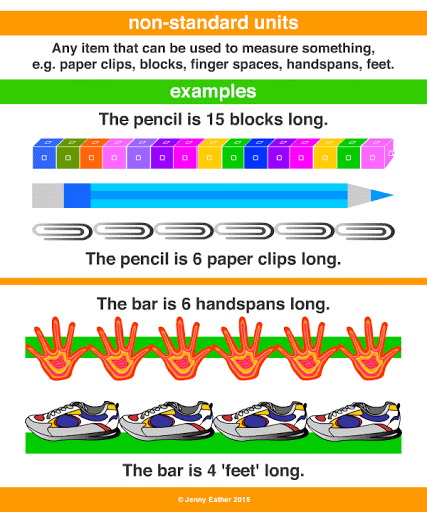 non-standard units
Any item that can be used to measure something,
e.g. paper clips, blocks, finger spaces, handspans, feet.
examples
The pencil is 15 blocks long.
The pencil is 6 paper clips long.
The bar is 6 handspans long.
The bar is 4 'feet' long.
© Jenny Eather 2015